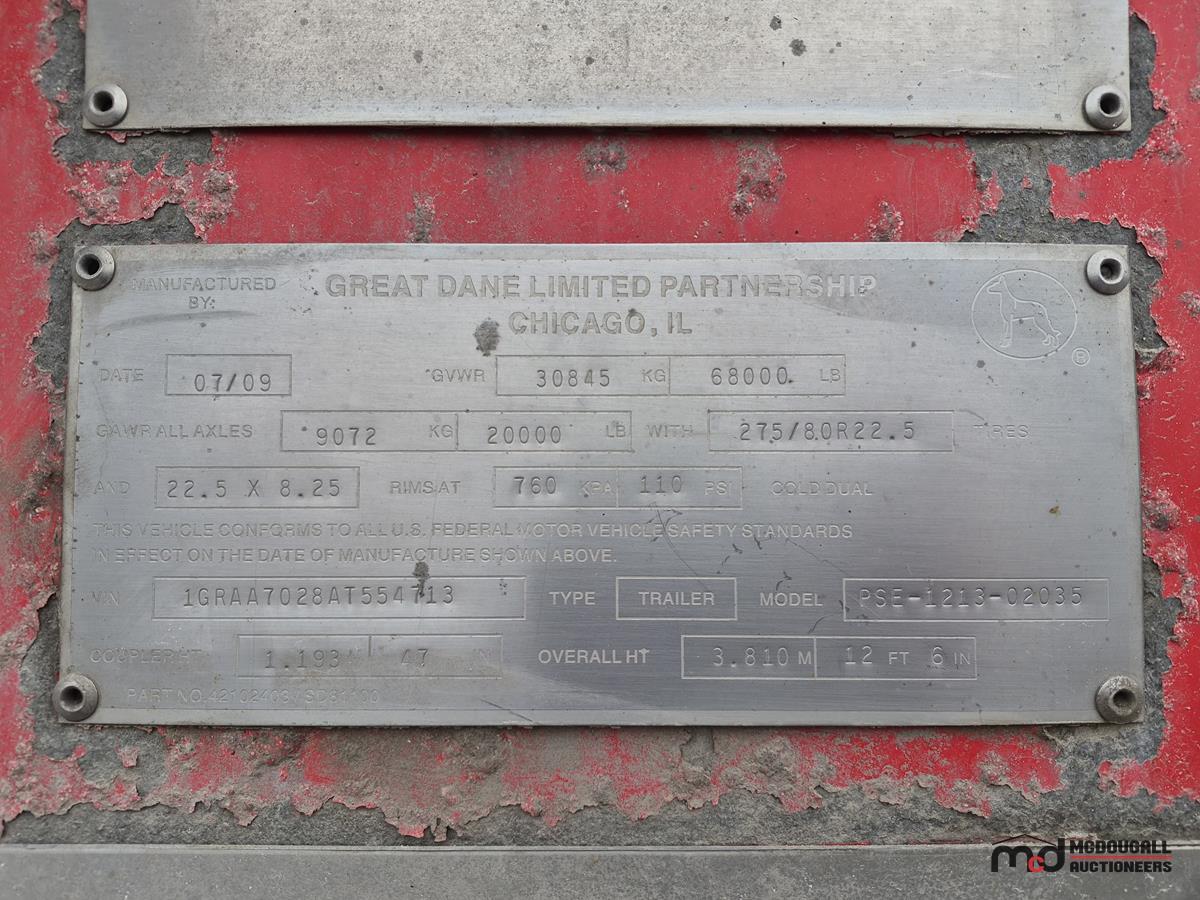 MANUFACTURED BY: GREAT DANE LIMITED PARTNERSHIP
CHICAGO, IL
®
DATE 07/09 GVWR 30845 KG 68000 LB
GAWR ALL AXLES 9072 KG 20000 LB WITH 275/80R22.5 TIRES
AND 22.5 X 8.25 RIMS AT 760 KPA 110 PSI COLD DUAL
THIS VEHICLE CONFORMS TO ALL U.S. FEDERAL MOTOR VEHICLE SAFETY STANDARDS
IN EFFECT ON THE DATE OF MANUFACTURE SHOWN ABOVE.
VIN 1GRAA7028AT554713 TYPE TRAILER MODEL PSE-1213-02035
COUPLER HT 1.193 M 47 IN OVERALL HT 3.810 M 12 FT 6 IN
PART NO.
mcd MCDOUGALL
AUCTIONEERS